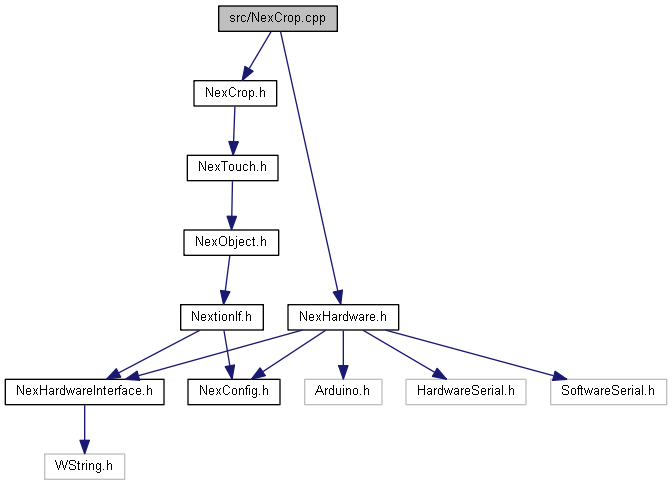 src/NexCrop.cpp
NexCrop.h
NexTouch.h
NexObject.h
NextionIf.h
NexHardware.h
NexHardwareInterface.h
NexConfig.h
Arduino.h
HardwareSerial.h
SoftwareSerial.h
WString.h